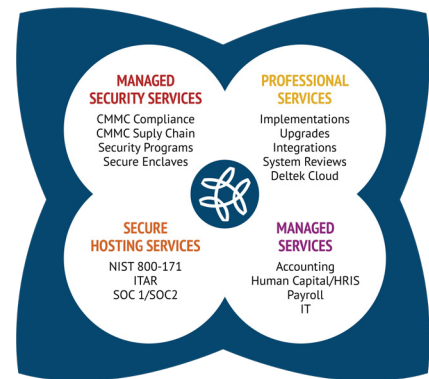 MANAGED
SECURITY SERVICES
CMMC Compliance
CMMC Suply Chain
Security Programs
Secure Enclaves
PROFESSIONAL
SERVICES
Implementations
Upgrades
Integrations
System Reviews
Deltek Cloud
SECURE
HOSTING SERVICES
NIST 800-171
ITAR
SOC 1/SOC2
MANAGED
SERVICES
Accounting
Human Capital/HRIS
Payroll
IT